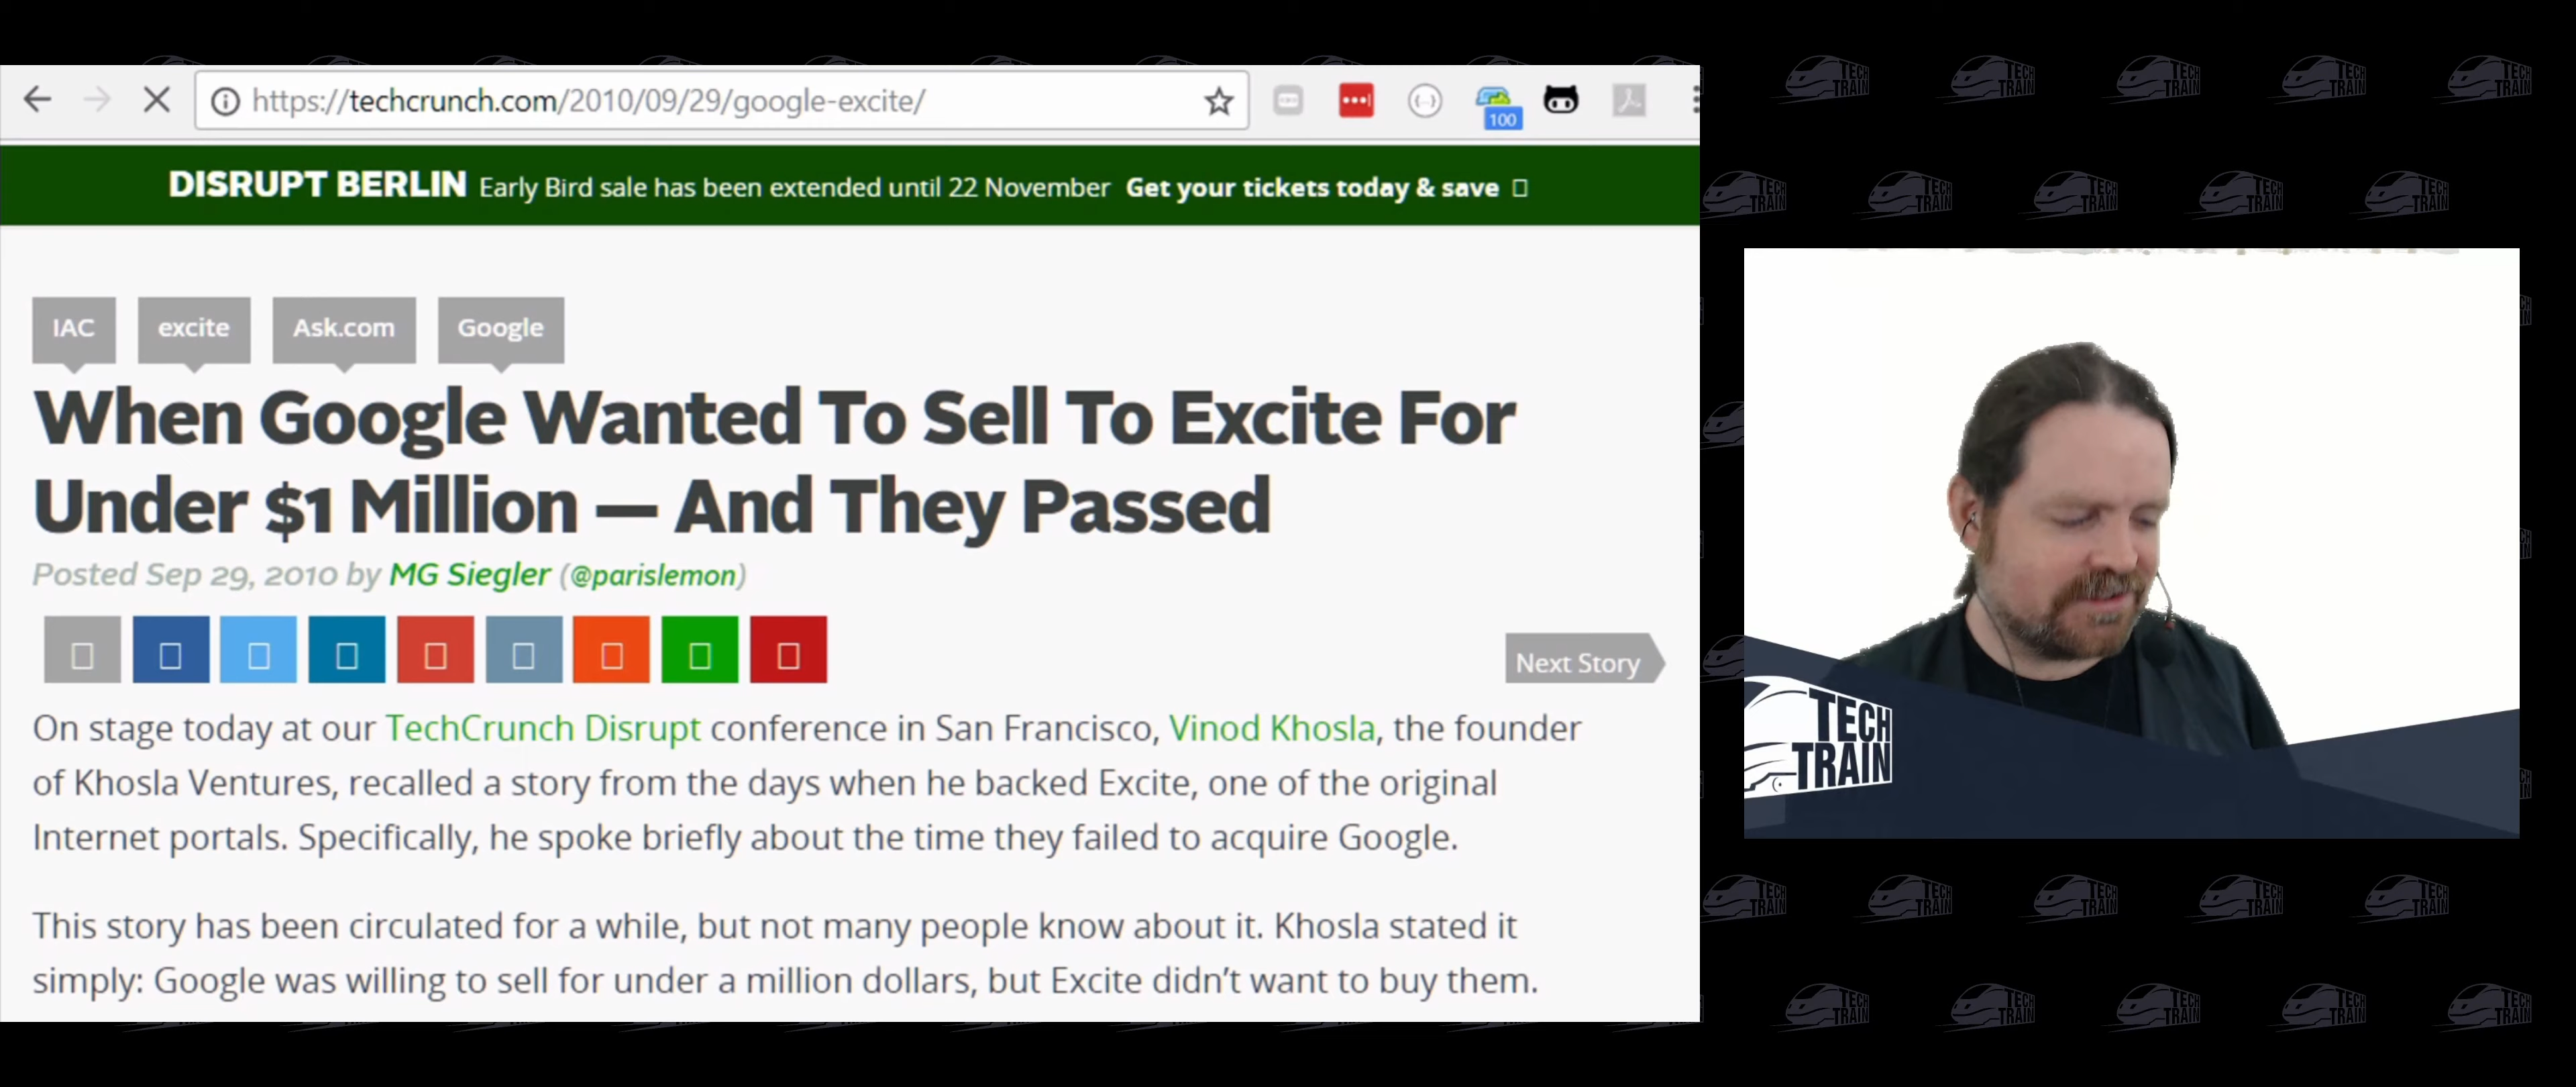 https://techcrunch.com/2010/09/29/google-excite/
100
DISRUPT BERLIN Early Bird sale has been extended until 22 November Get your tickets today & save
IAC
excite
Ask.com
Google
When Google Wanted To Sell To Excite For
Under $1 Million — And They Passed
Posted Sep 29, 2010 by MG Siegler (@parislemon)
Next Story
On stage today at our TechCrunch Disrupt conference in San Francisco, Vinod Khosla, the founder
of Khosla Ventures, recalled a story from the days when he backed Excite, one of the original
Internet portals. Specifically, he spoke briefly about the time they failed to acquire Google.
This story has been circulated for a while, but not many people know about it. Khosla stated it
simply: Google was willing to sell for under a million dollars, but Excite didn't want to buy them.
TECH
TRAIN